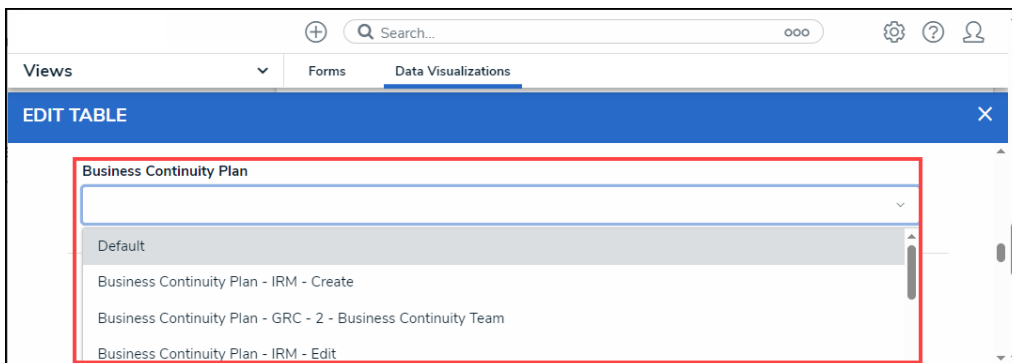 Search...
Views
Forms
Data Visualizations
EDIT TABLE
Business Continuity Plan
Default
Business Continuity Plan - IRM - Create
Business Continuity Plan - GRC - 2 - Business Continuity Team
Business Continuity Plan - IRM - Edit